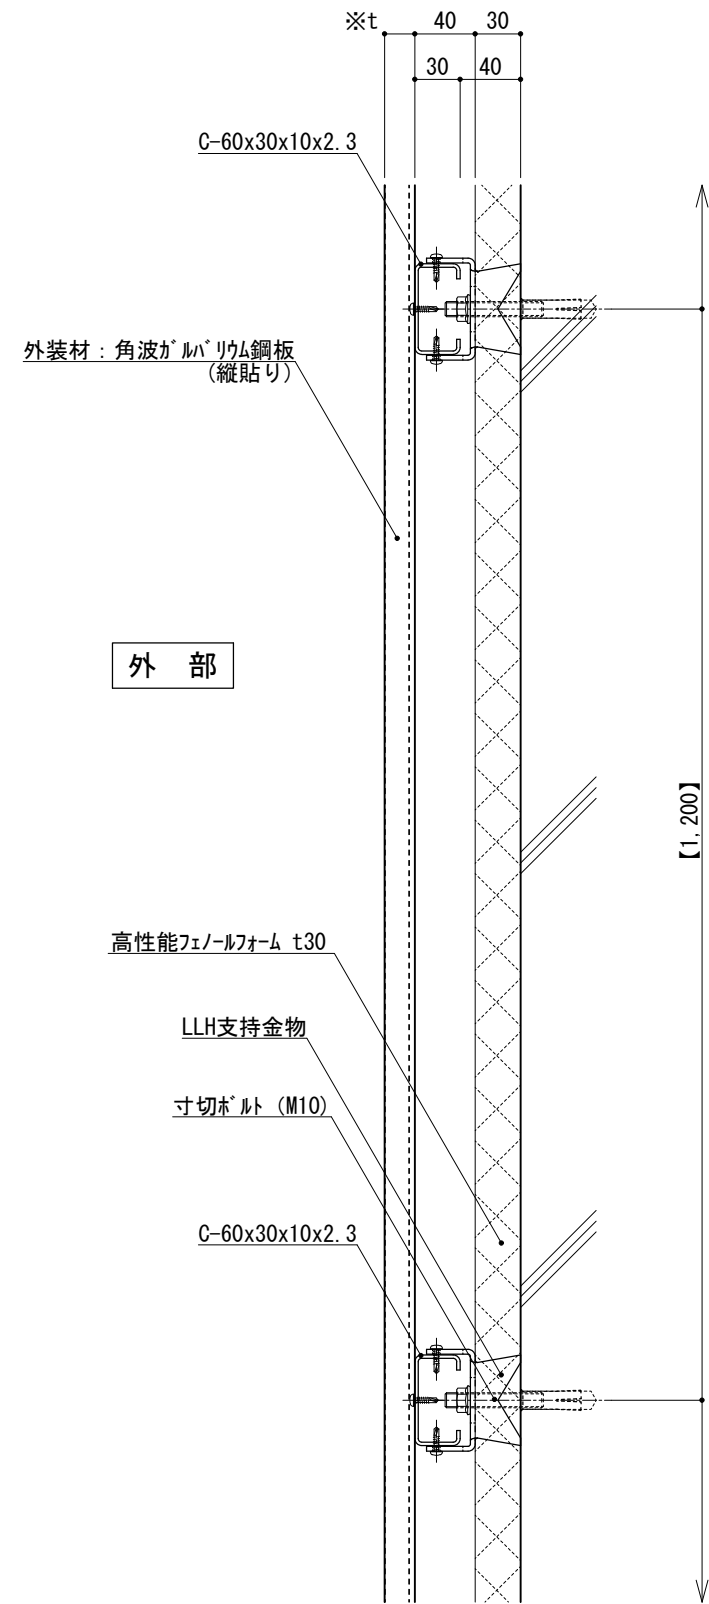 ※t 40 30
30 40
C-60x30x10x2.3
外装材：角波ｶﾞﾙﾊﾞﾘｳﾑ鋼板
(縦貼り)
外 部
【1,200】
高性能ﾌｪﾉｰﾙﾌｫｰﾑ t30
LLH支持金物
寸切ﾎﾞﾙﾄ (M10)
C-60x30x10x2.3